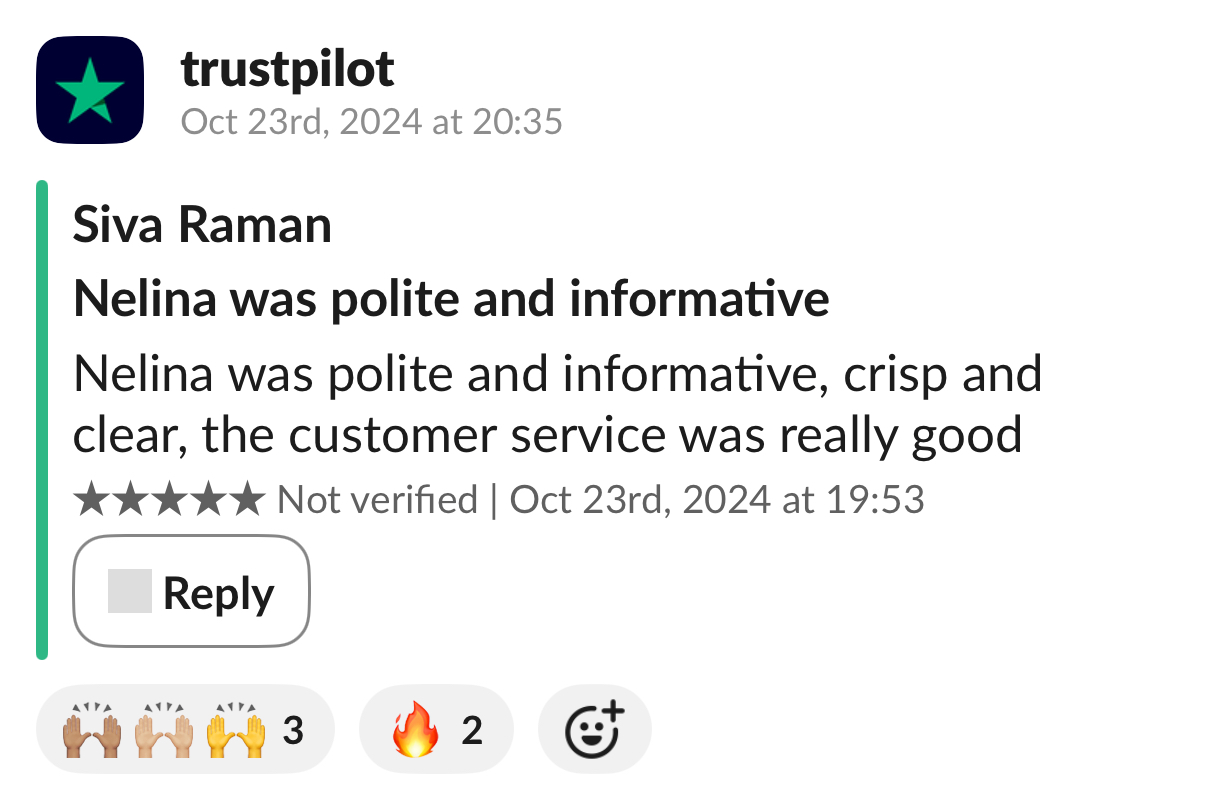 trustpilot
Oct 23rd, 2024 at 20:35
Siva Raman
Nelina was polite and informative
Nelina was polite and informative, crisp and
clear, the customer service was really good
★★★★★ Not verified | Oct 23rd, 2024 at 19:53
Reply
3 2